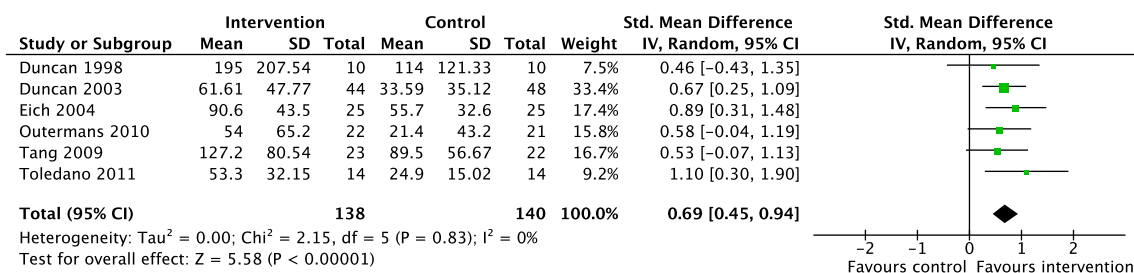 Intervention Control Std. Mean Difference Std. Mean Difference
Study or Subgroup Mean SD Total Mean SD Total Weight IV, Random, 95% CI IV, Random, 95% CI
Duncan 1998 195 207.54 10 114 121.33 10 7.5% 0.46 [−0.43, 1.35]
Duncan 2003 61.61 47.77 44 33.59 35.12 48 33.4% 0.67 [0.25, 1.09]
Eich 2004 90.6 43.5 25 55.7 32.6 25 17.4% 0.89 [0.31, 1.48]
Outermans 2010 54 65.2 22 21.4 43.2 21 15.8% 0.58 [−0.04, 1.19]
Tang 2009 127.2 80.54 23 89.5 56.67 22 16.7% 0.53 [−0.07, 1.13]
Toledano 2011 53.3 32.15 14 24.9 15.02 14 9.2% 1.10 [0.30, 1.90]
Total (95% CI) 138 140 100.0% 0.69 [0.45, 0.94]
Heterogeneity: Tau² = 0.00; Chi² = 2.15, df = 5 (P = 0.83); I² = 0%
Test for overall effect: Z = 5.58 (P < 0.00001)
−2 −1 0 1 2
Favours control Favours intervention